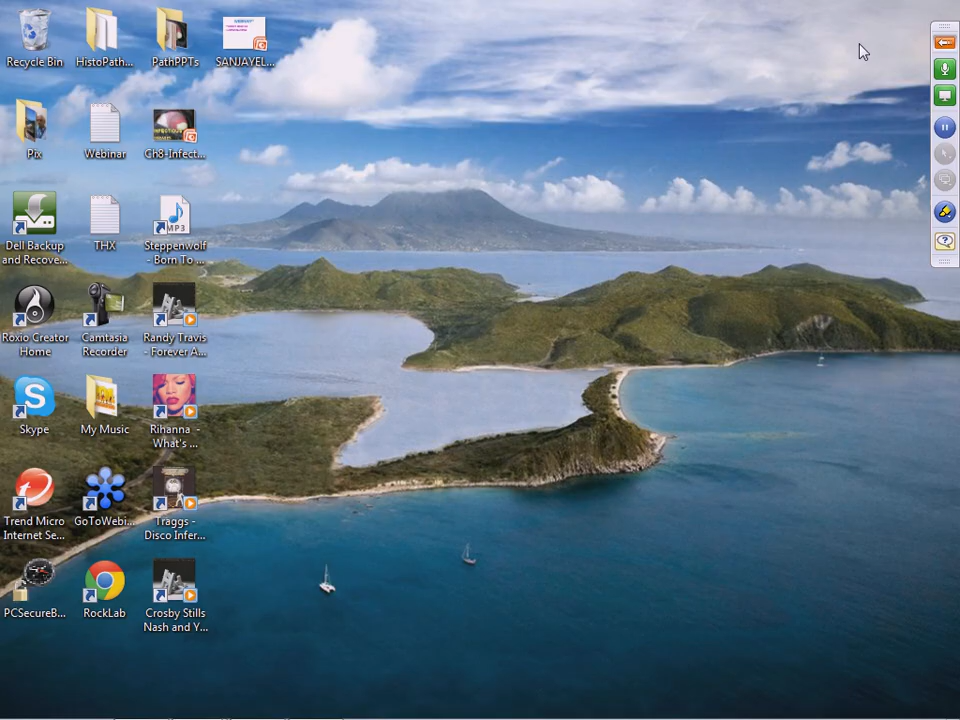 Recycle Bin
HistoPath...
PathPPTs
SANJAYEL...
Pix
Webinar
Ch8-Infect...
Dell Backup
and Recove...
THX
MP3
Steppenwolf
- Born To ...
Roxio Creator
Home
Camtasia
Recorder
Randy Travis
- Forever A...
Skype
My Music
Rihanna -
What's ...
Trend Micro
Internet Se...
GoToWebi...
Traggs -
Disco Infer...
PCSecureB...
RockLab
Crosby Stills
Nash and Y...